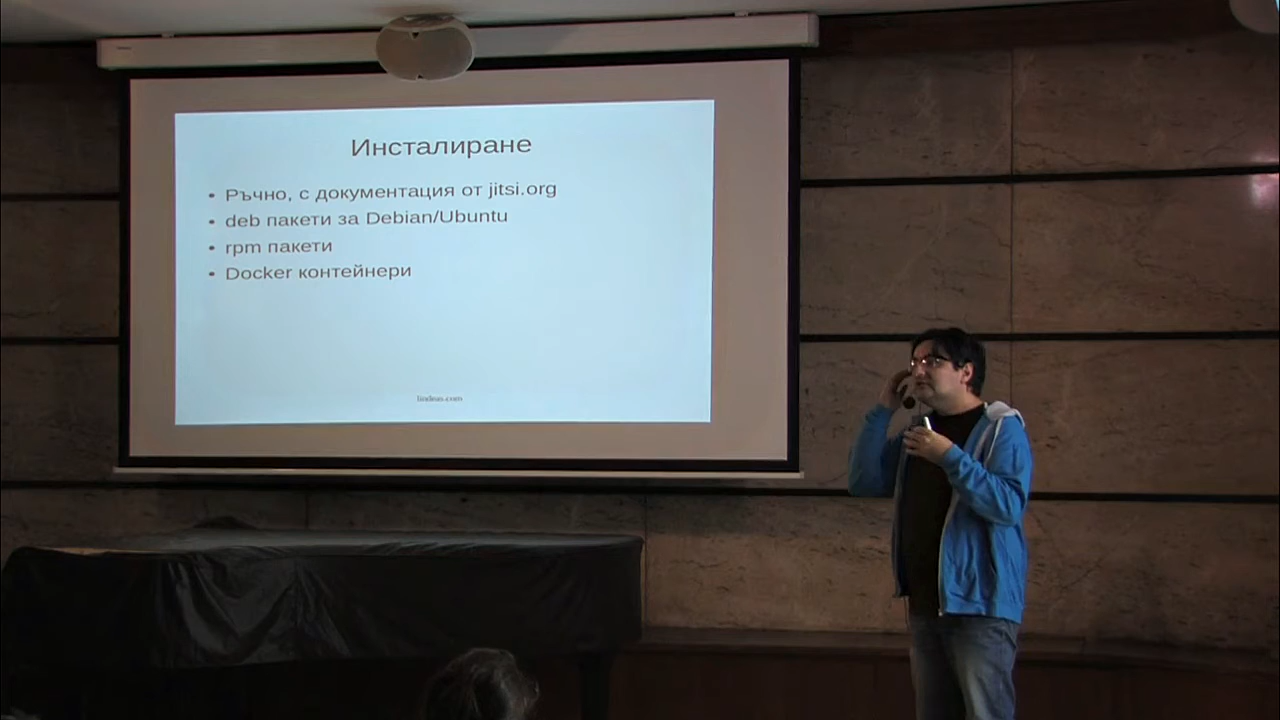 Инсталиране
• Ръчно, с документация от jitsi.org
• deb пакети за Debian/Ubuntu
• rpm пакети
• Docker контейнери